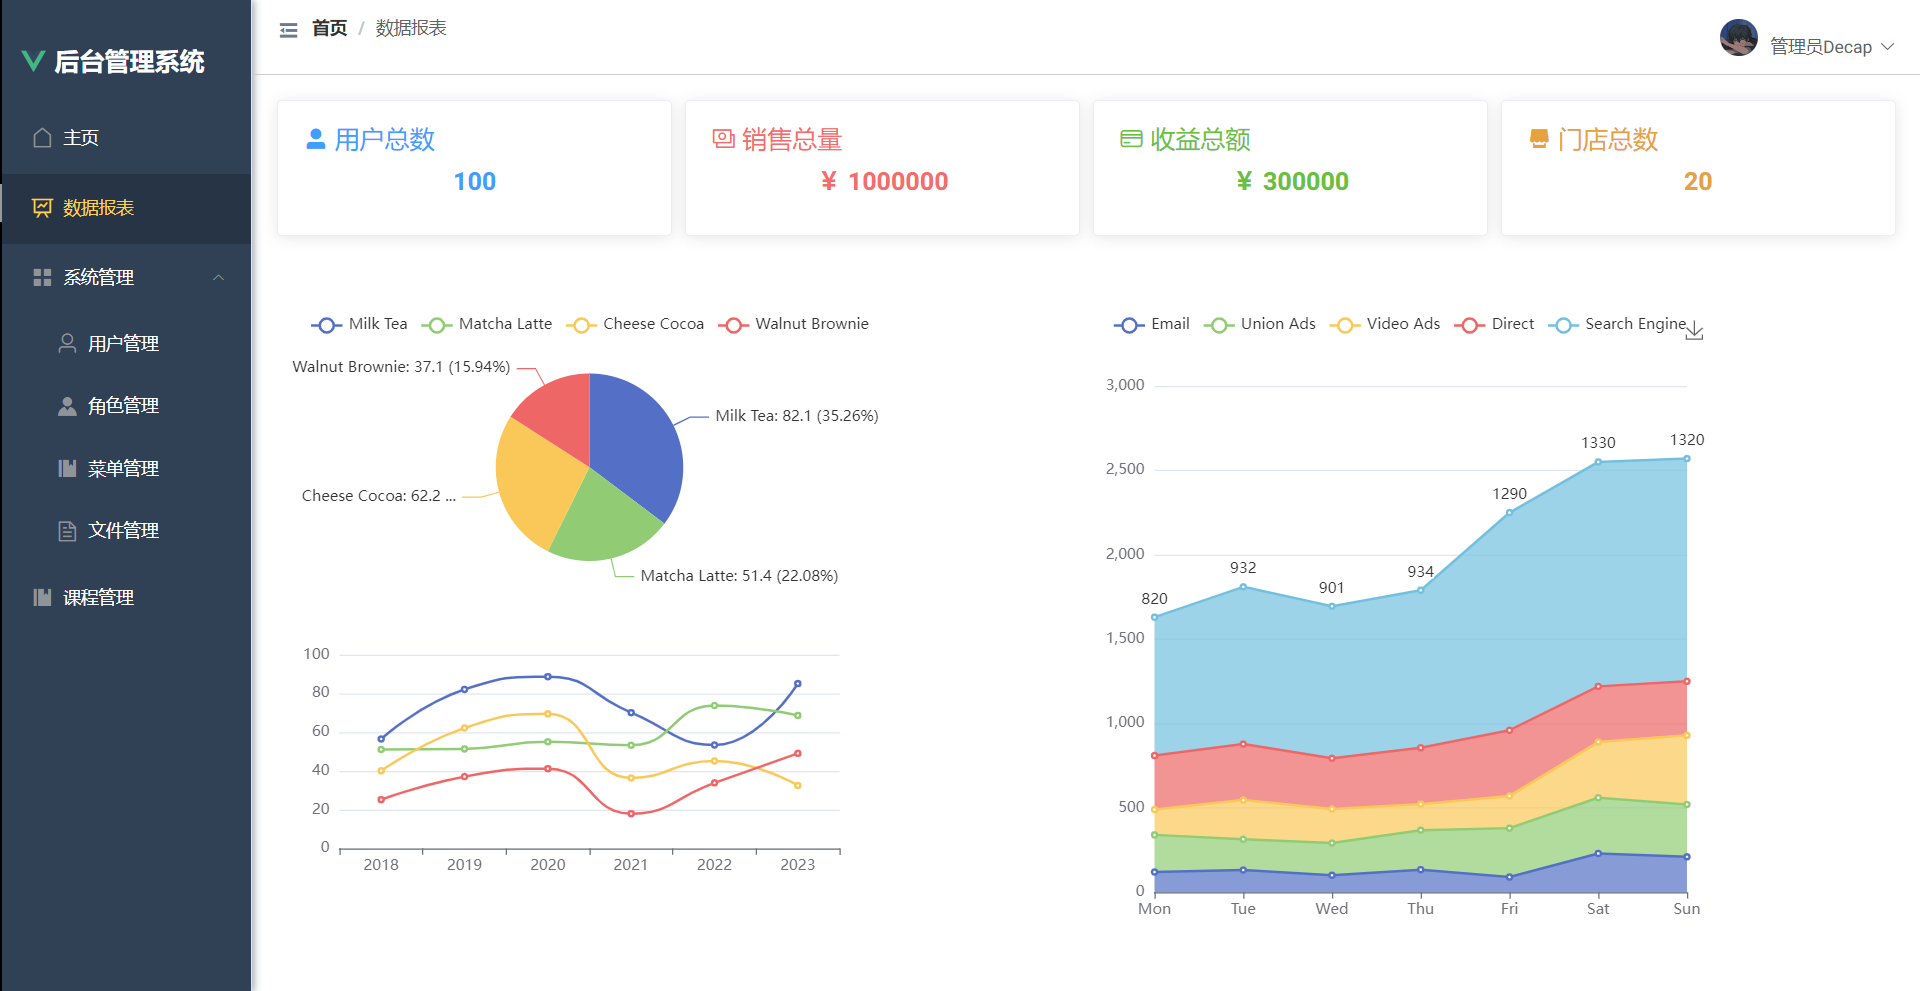 后台管理系统
主页
数据报表
系统管理
用户管理
角色管理
菜单管理
文件管理
课程管理
首页 / 数据报表
管理员Decap
用户总数
100
销售总量
¥ 1000000
收益总额
¥ 300000
门店总数
20
Milk Tea Matcha Latte Cheese Cocoa Walnut Brownie
Walnut Brownie: 37.1 (15.94%)
Milk Tea: 82.1 (35.26%)
Cheese Cocoa: 62.2 ...
Matcha Latte: 51.4 (22.08%)
100
80
60
40
20
0
2018 2019 2020 2021 2022 2023
Email Union Ads Video Ads Direct Search Engine
3,000
2,500
2,000
1,500
1,000
500
0
820 932 901 934 1290 1330 1320
Mon Tue Wed Thu Fri Sat Sun